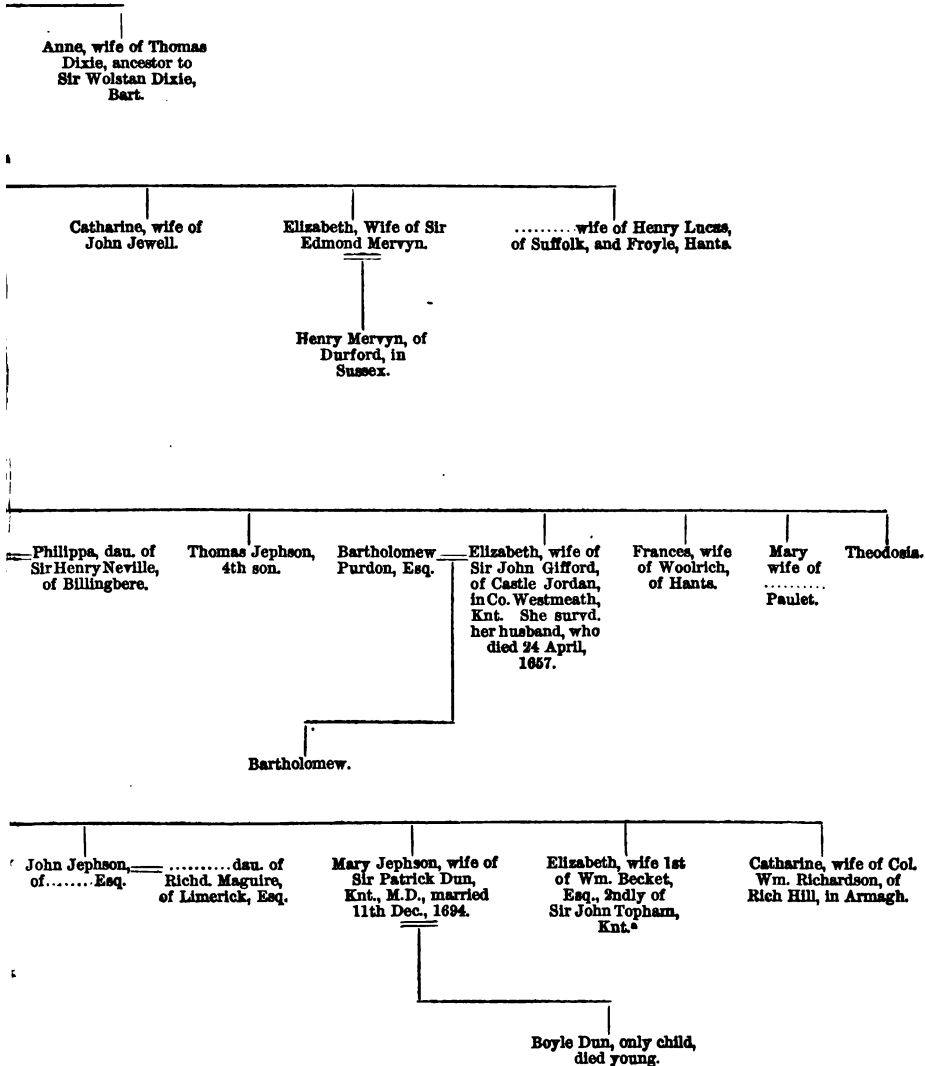 Anne, wife of Thomas
Dixie, ancestor to
Sir Wolstan Dixie,
Bart.
Catharine, wife of
John Jewell.
Elizabeth, Wife of Sir
Edmond Mervyn.
.........wife of Henry Lucas,
of Suffolk, and Froyle, Hants.
Henry Mervyn, of
Durford, in
Sussex.
Philippa, dau. of
Sir Henry Neville,
of Billingbere.
Thomas Jephson,
4th son.
Bartholomew
Purdon, Esq.
Elizabeth, wife of
Sir John Gifford,
of Castle Jordan,
in Co. Westmeath,
Knt. She survd.
her husband, who
died 24 April,
1657.
Frances, wife
of Woolrich,
of Hants.
Mary
wife of
.........
Paulet.
Theodosia.
Bartholomew.
John Jephson,
of........Esq.
.........dau. of
Richd. Maguire,
of Limerick, Esq.
Mary Jephson, wife of
Sir Patrick Dun,
Knt., M.D., married
11th Dec., 1694.
Elizabeth, wife 1st
of Wm. Becket,
Esq., 2ndly of
Sir John Topham,
Knt.ª
Catharine, wife of Col.
Wm. Richardson, of
Rich Hill, in Armagh.
Boyle Dun, only child,
died young.